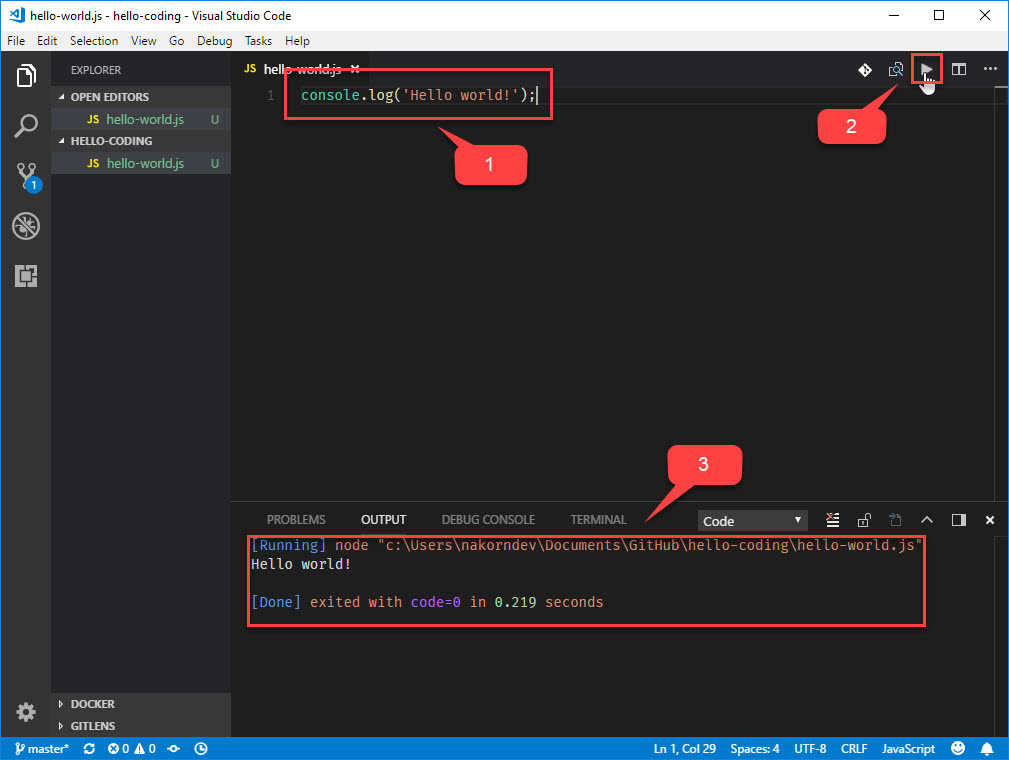 hello-world.js - hello-coding - Visual Studio Code
File Edit Selection View Go Debug Tasks Help
EXPLORER
OPEN EDITORS
JS hello-world.js U
HELLO-CODING
JS hello-world.js U
1
DOCKER
GITLENS
JS hello-world.js
1 console.log('Hello world!');
1
2
3
PROBLEMS OUTPUT DEBUG CONSOLE TERMINAL Code
[Running] node "c:\Users\nakorndev\Documents\GitHub\hello-coding\hello-world.js"
Hello world!
[Done] exited with code=0 in 0.219 seconds
master* 0 0 Ln 1, Col 29 Spaces: 4 UTF-8 CRLF JavaScript